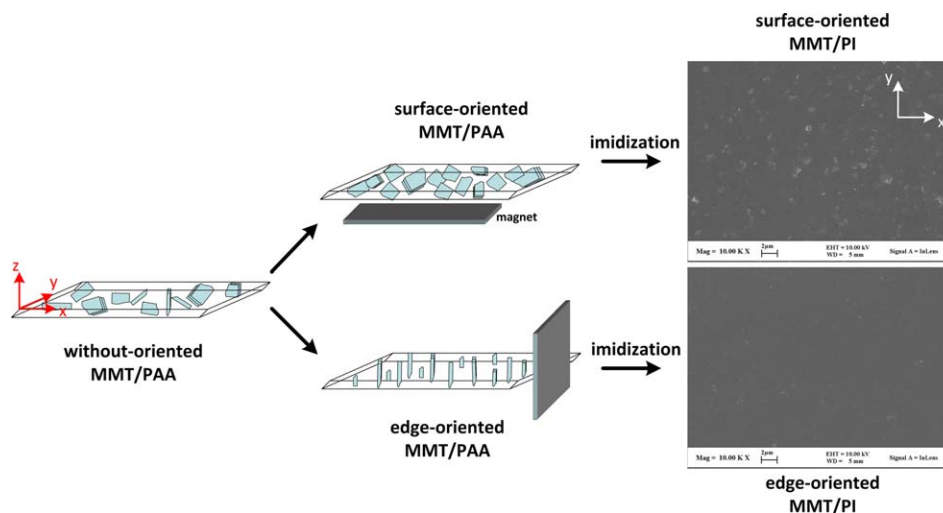 surface-oriented
MMT/PI
y
x
surface-oriented
MMT/PAA
imidization
magnet
Mag = 10.00 K X
2μm
EHT = 10.00 kV
WD = 5 mm
Signal A = InLens
z
y
x
without-oriented
MMT/PAA
imidization
edge-oriented
MMT/PAA
Mag = 10.00 K X
2μm
EHT = 10.00 kV
WD = 5 mm
Signal A = InLens
edge-oriented
MMT/PI